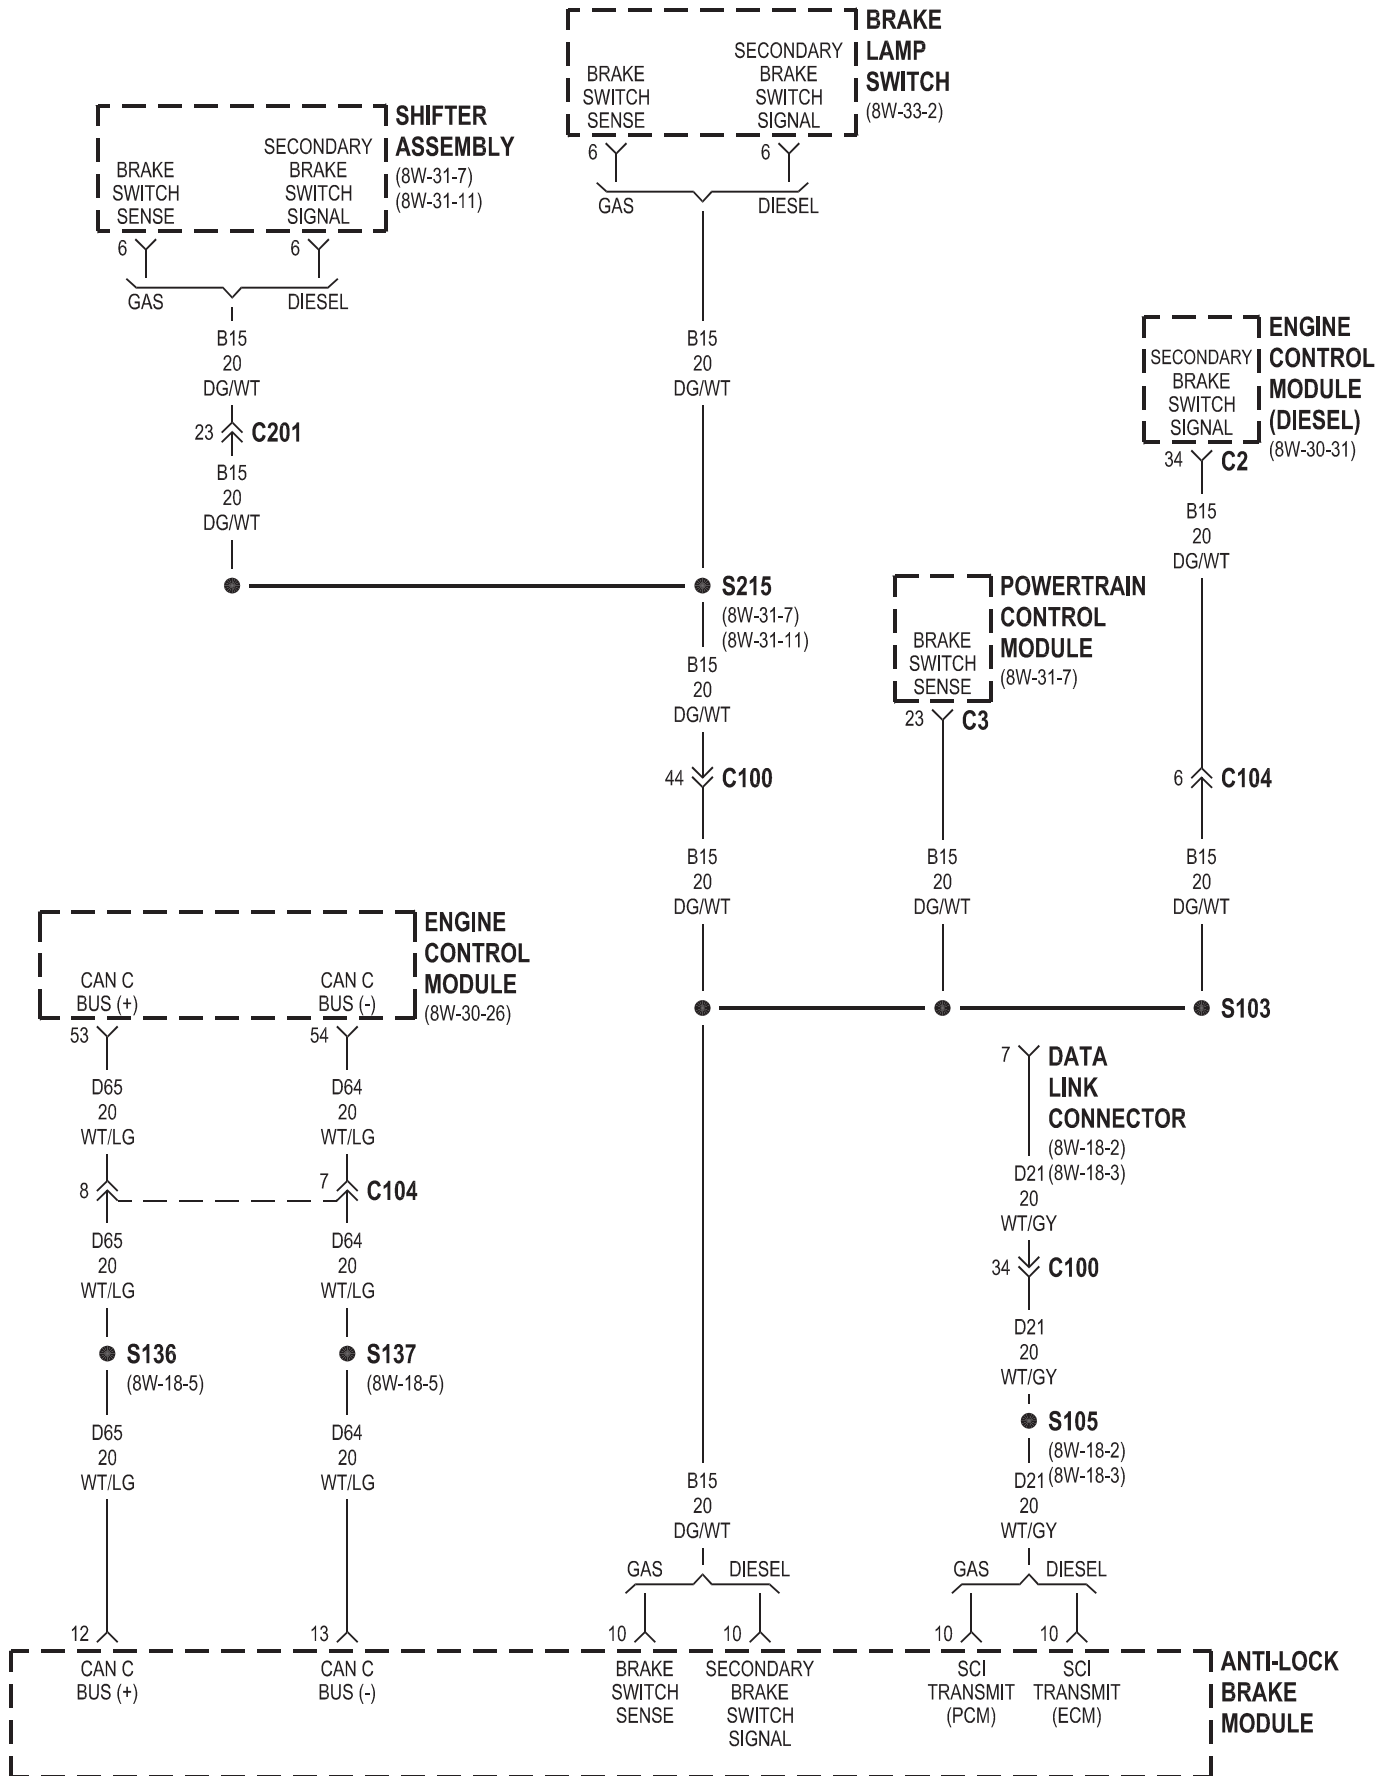 BRAKE
LAMP
SWITCH
(8W-33-2)
BRAKE
SWITCH
SENSE
SECONDARY
BRAKE
SWITCH
SIGNAL
6
6
GAS
DIESEL
SHIFTER
ASSEMBLY
(8W-31-7)
(8W-31-11)
BRAKE
SWITCH
SENSE
SECONDARY
BRAKE
SWITCH
SIGNAL
6
6
GAS
DIESEL
B15
20
DG/WT
23 C201
B15
20
DG/WT
B15
20
DG/WT
S215
(8W-31-7)
(8W-31-11)
B15
20
DG/WT
44 C100
B15
20
DG/WT
ENGINE
CONTROL
MODULE
(DIESEL)
(8W-30-31)
SECONDARY
BRAKE
SWITCH
SIGNAL
34 C2
B15
20
DG/WT
6 C104
B15
20
DG/WT
POWERTRAIN
CONTROL
MODULE
(8W-31-7)
BRAKE
SWITCH
SENSE
23 C3
B15
20
DG/WT
S103
ENGINE
CONTROL
MODULE
(8W-30-26)
CAN C
BUS (+)
CAN C
BUS (-)
53
54
D65
20
WT/LG
D64
20
WT/LG
8
7 C104
D65
20
WT/LG
D64
20
WT/LG
S136
(8W-18-5)
S137
(8W-18-5)
D65
20
WT/LG
D64
20
WT/LG
12
13
7 DATA
LINK
CONNECTOR
(8W-18-2)
(8W-18-3)
D21
20
WT/GY
34 C100
D21
20
WT/GY
S105
(8W-18-2)
(8W-18-3)
D21
20
WT/GY
B15
20
DG/WT
GAS
DIESEL
GAS
DIESEL
10
10
10
10
CAN C
BUS (+)
CAN C
BUS (-)
BRAKE
SWITCH
SENSE
SECONDARY
BRAKE
SWITCH
SIGNAL
SCI
TRANSMIT
(PCM)
SCI
TRANSMIT
(ECM)
ANTI-LOCK
BRAKE
MODULE